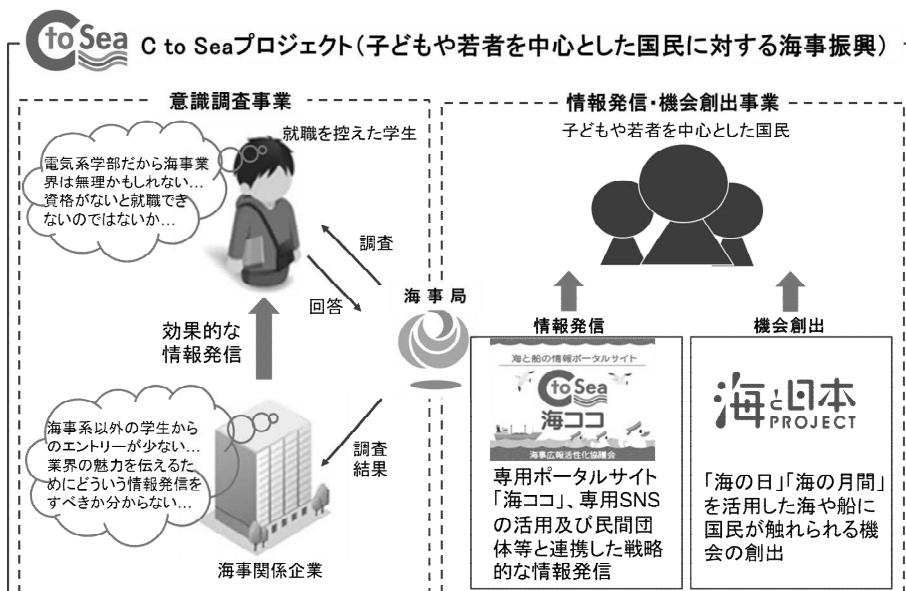 C to Sea
C to Seaプロジェクト(子どもや若者を中心とした国民に対する海事振興)
意識調査事業
就職を控えた学生
電気系学部だから海事業
界は無理かもしれない…
資格がないと就職でき
ないのではないか…
調査
回答
海事局
効果的な
情報発信
海事系以外の学生から
のエントリーが少ない…
業界の魅力を伝えるた
めにどういう情報発信を
すべきか分からない…
調査
結果
海事関係企業
情報発信・機会創出事業
子どもや若者を中心とした国民
情報発信
海と船の情報ポータルサイト
C to Sea
海ココ
海事広報活性化協議会
専用ポータルサイト
「海ココ」、専用SNS
の活用及び民間団
体等と連携した戦略
的な情報発信
機会創出
海と日本
PROJECT
「海の日」「海の月間」
を活用した海や船に
国民が触れられる機
会の創出